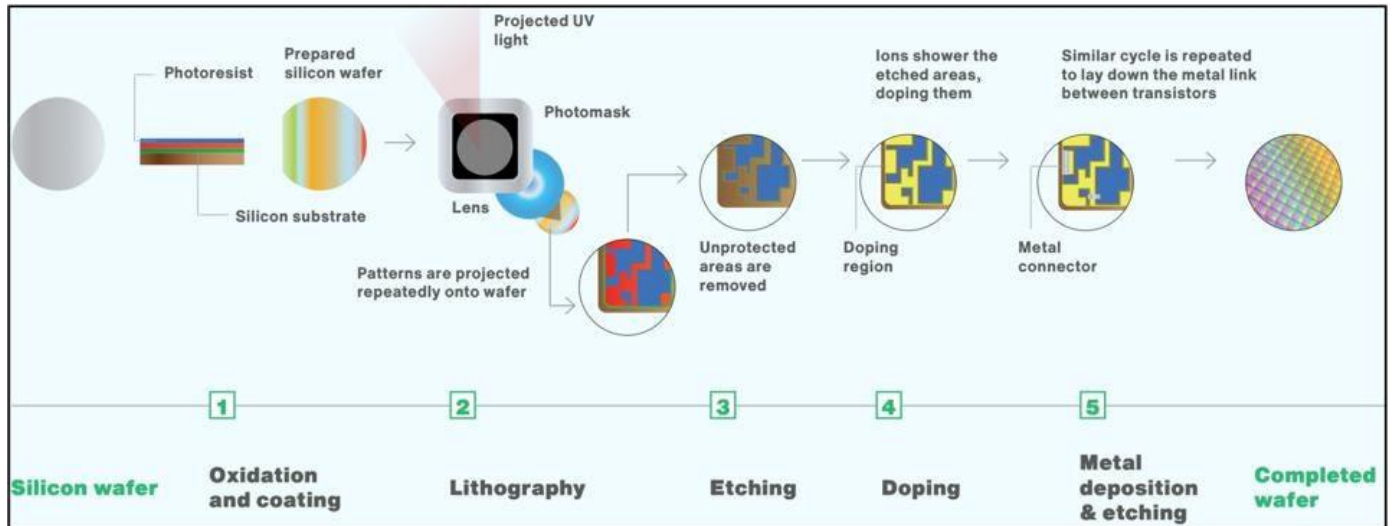 Projected UV
light
Photoresist
Prepared
silicon wafer
Silicon substrate
Photomask
Lens
Patterns are projected
repeatedly onto wafer
Unprotected
areas are
removed
Ions shower the
etched areas,
doping them
Doping
region
Similar cycle is repeated
to lay down the metal link
between transistors
Metal
connector
1
2
3
4
5
Silicon wafer
Oxidation
and coating
Lithography
Etching
Doping
Metal
deposition
& etching
Completed
wafer